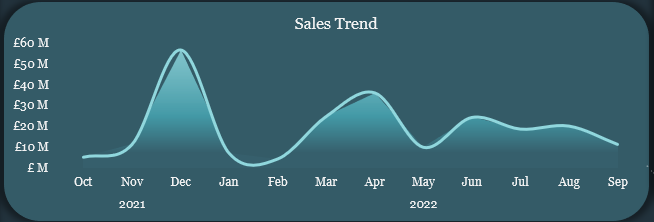 Sales Trend
£60 M
£50 M
£40 M
£30 M
£20 M
£10 M
£ M
Oct Nov Dec Jan Feb Mar Apr May Jun Jul Aug Sep
2021 2022